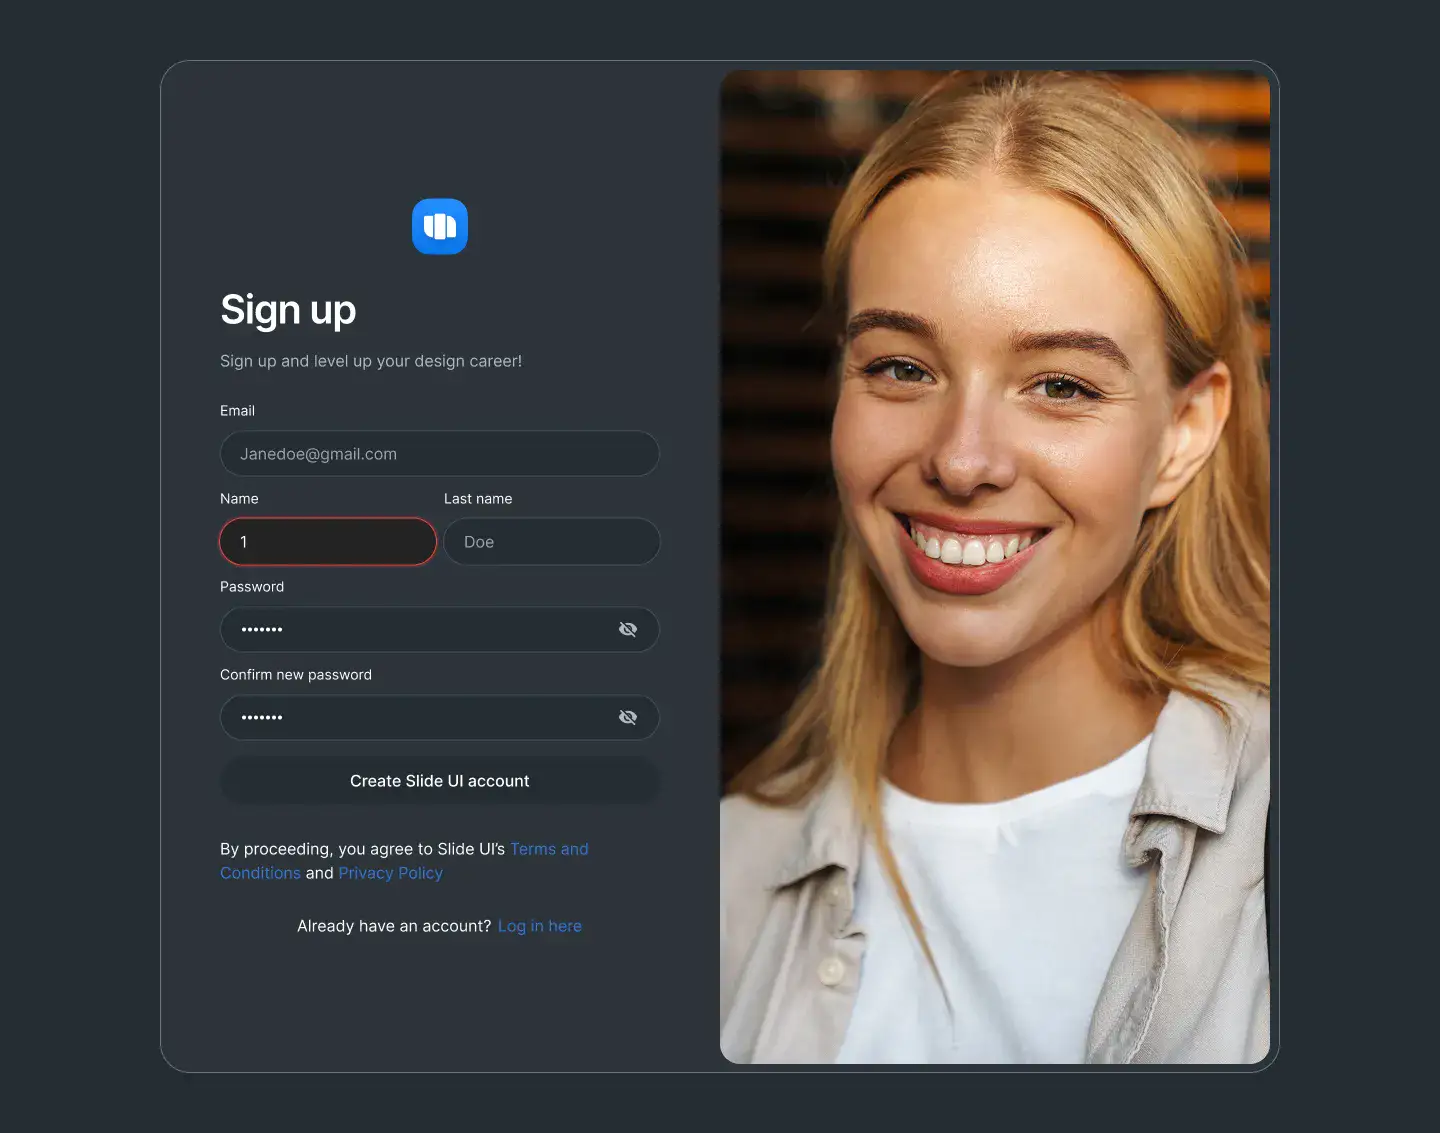 Sign up
Sign up and level up your design career!
Email
Janedoe@gmail.com
Name
Last name
1
Doe
Password
•••••••
Confirm new password
•••••••
Create Slide UI account
By proceeding, you agree to Slide UI’s Terms and
Conditions and Privacy Policy
Already have an account? Log in here